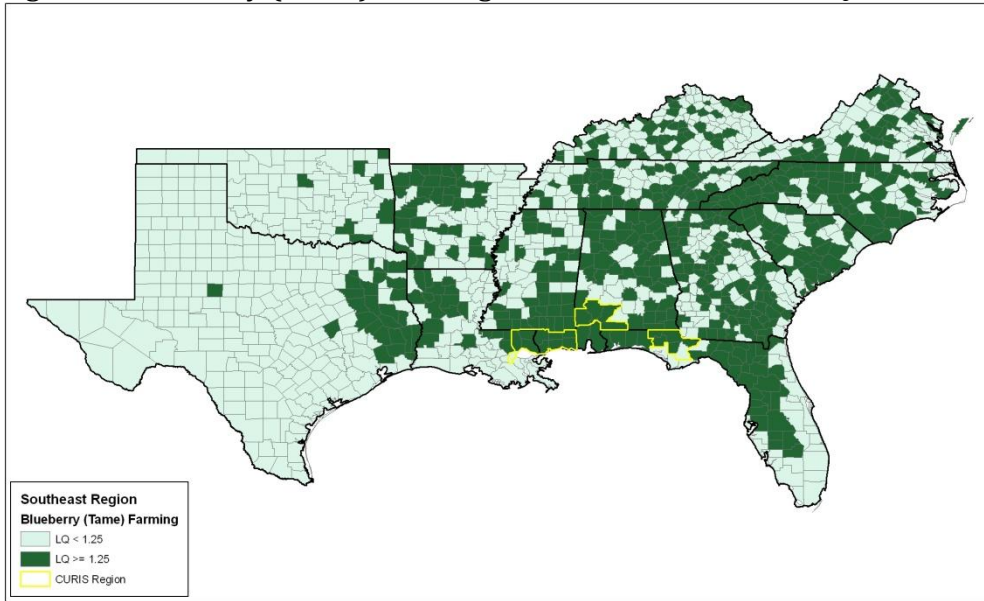 Southeast Region
Blueberry (Tame) Farming
LQ < 1.25
LQ >= 1.25
CURIS Region